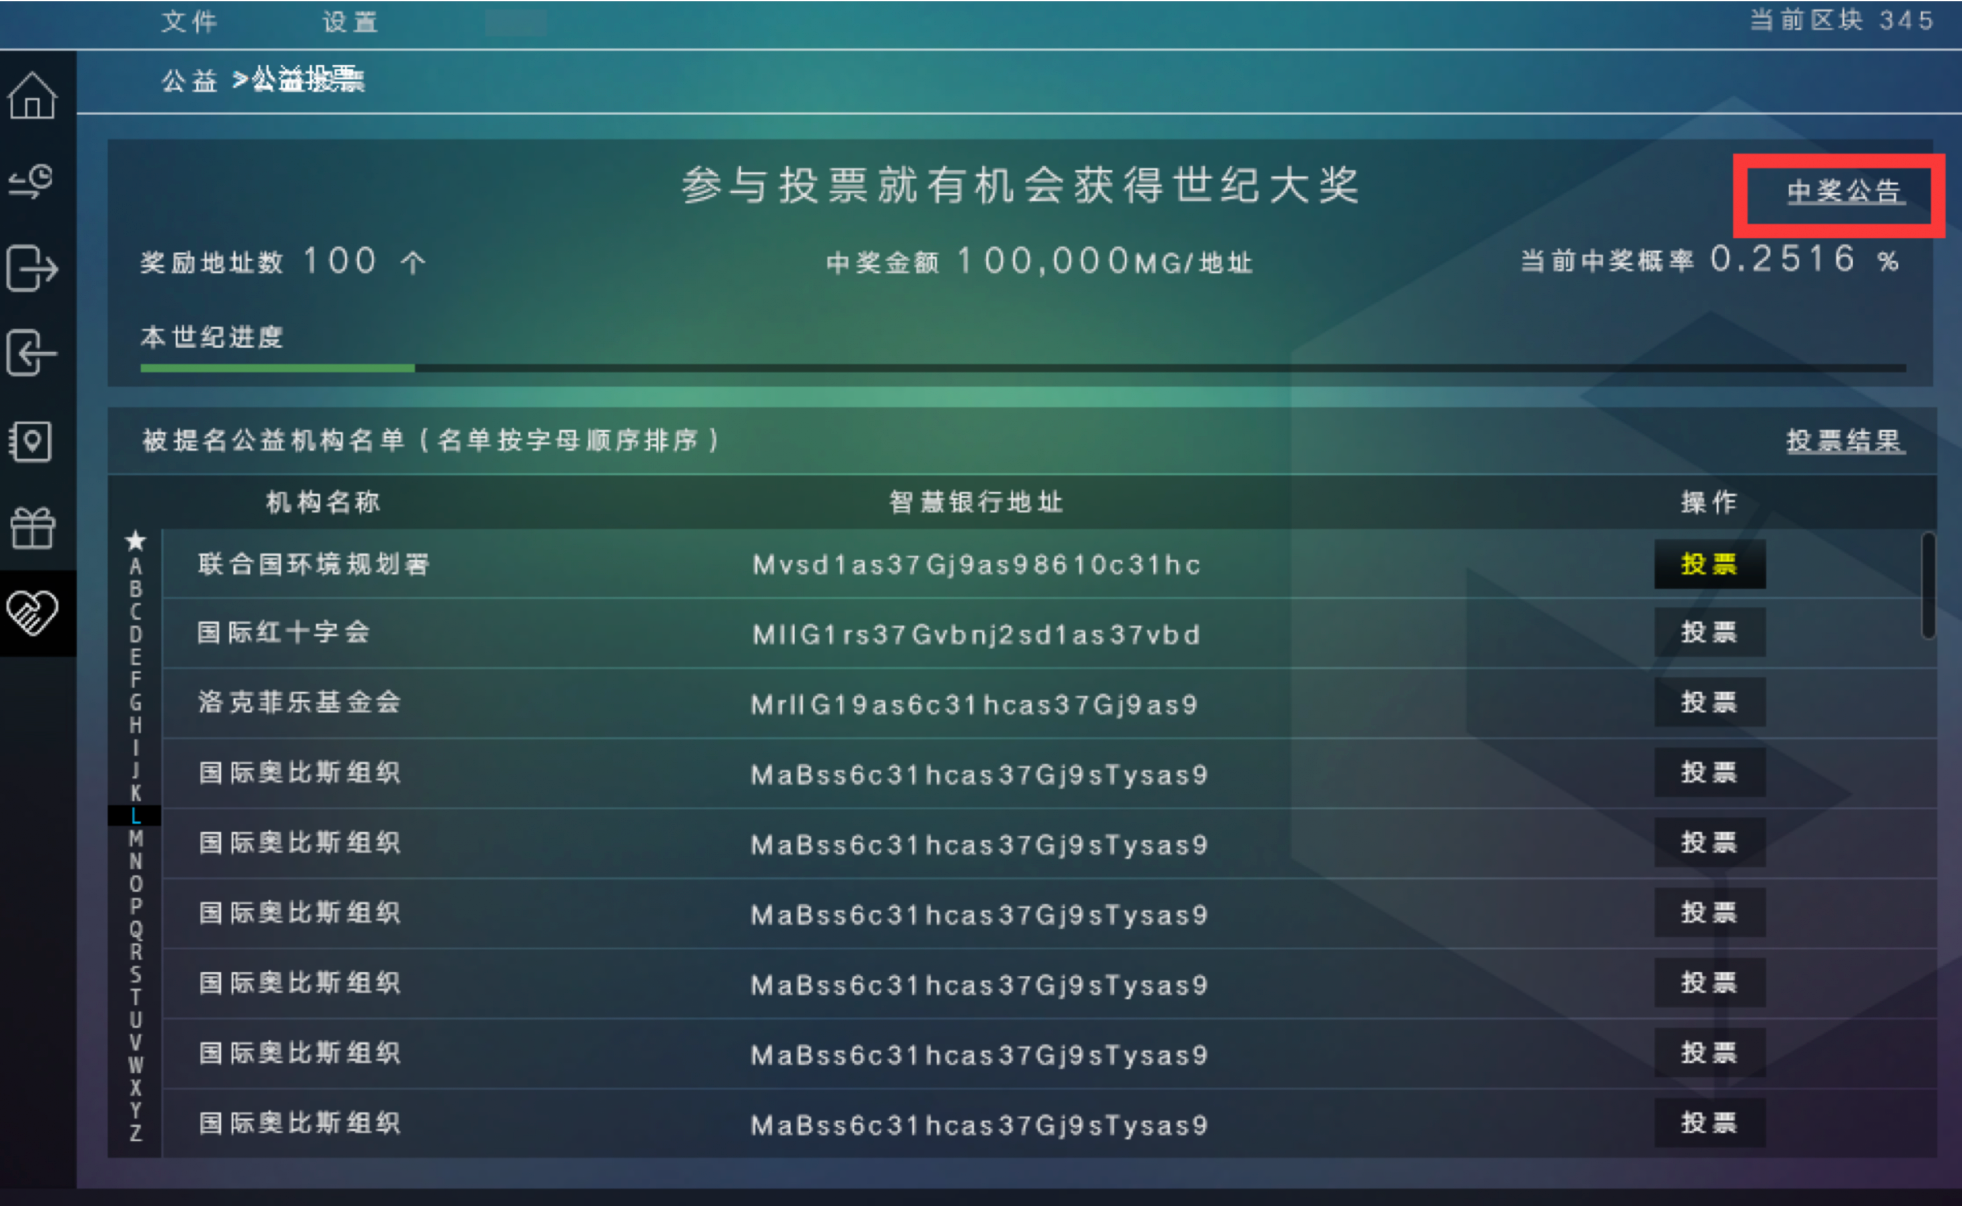 文件 设置 当前区块 345
公益 >公益投票
参与投票就有机会获得世纪大奖
中奖公告
奖励地址数 100 个 中奖金额 100,000MG/地址 当前中奖概率 0.2516 %
本世纪进度
被提名公益机构名单（名单按字母顺序排序） 投票结果
机构名称 智慧银行地址 操作
联合国环境规划署 Mvsd1as37Gj9as98610c31hc 投票
国际红十字会 MIIG1rs37Gvbnj2sd1as37vbd 投票
洛克菲乐基金会 MrIIG19as6c31hcas37Gj9as9 投票
国际奥比斯组织 MaBss6c31hcas37Gj9sTysas9 投票
国际奥比斯组织 MaBss6c31hcas37Gj9sTysas9 投票
国际奥比斯组织 MaBss6c31hcas37Gj9sTysas9 投票
国际奥比斯组织 MaBss6c31hcas37Gj9sTysas9 投票
国际奥比斯组织 MaBss6c31hcas37Gj9sTysas9 投票
国际奥比斯组织 MaBss6c31hcas37Gj9sTysas9 投票
A
B
C
D
E
F
G
H
I
J
K
L
M
N
O
P
Q
R
S
T
U
V
W
X
Y
Z